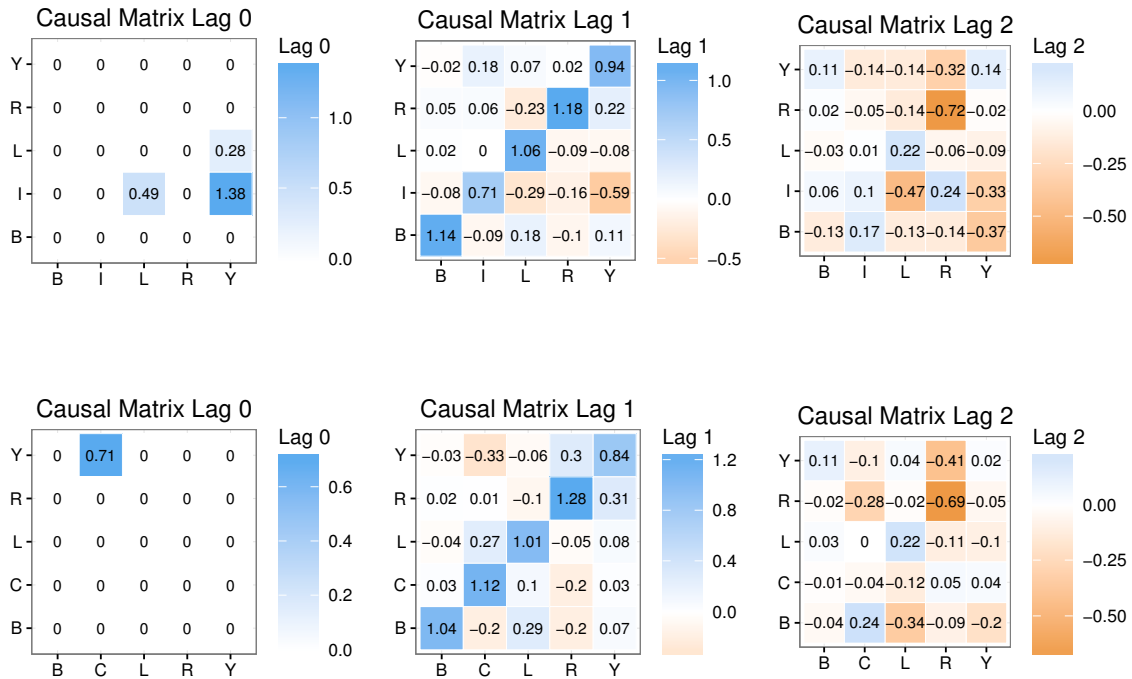 Causal Matrix Lag 0
Y 0 0 0 0 0
R 0 0 0 0 0
L 0 0 0 0 0.28
I 0 0 0.49 0 1.38
B 0 0 0 0 0
B I L R Y
Lag 0
1.0
0.5
0.0
Causal Matrix Lag 1
Y −0.02 0.18 0.07 0.02 0.94
R 0.05 0.06 −0.23 1.18 0.22
L 0.02 0 1.06 −0.09 −0.08
I −0.08 0.71 −0.29 −0.16 −0.59
B 1.14 −0.09 0.18 −0.1 0.11
B I L R Y
Lag 1
1.0
0.5
0.0
−0.5
Causal Matrix Lag 2
Y 0.11 −0.14 −0.14 −0.32 0.14
R 0.02 −0.05 −0.14 −0.72 −0.02
L −0.03 0.01 0.22 −0.06 −0.09
I 0.06 0.1 −0.47 0.24 −0.33
B −0.13 0.17 −0.13 −0.14 −0.37
B I L R Y
Lag 2
0.00
−0.25
−0.50
Causal Matrix Lag 0
Y 0 0.71 0 0 0
R 0 0 0 0 0
L 0 0 0 0 0
C 0 0 0 0 0
B 0 0 0 0 0
B C L R Y
Lag 0
0.6
0.4
0.2
0.0
Causal Matrix Lag 1
Y −0.03 −0.33 −0.06 0.3 0.84
R 0.02 0.01 −0.1 1.28 0.31
L −0.04 0.27 1.01 −0.05 0.08
C 0.03 1.12 0.1 −0.2 0.03
B 1.04 −0.2 0.29 −0.2 0.07
B C L R Y
Lag 1
1.2
0.8
0.4
0.0
Causal Matrix Lag 2
Y 0.11 −0.1 0.04 −0.41 0.02
R −0.02 −0.28 −0.02 −0.69 −0.05
L 0.03 0 0.22 −0.11 −0.1
C −0.01 −0.04 −0.12 0.05 0.04
B −0.04 0.24 −0.34 −0.09 −0.2
B C L R Y
Lag 2
0.00
−0.25
−0.50